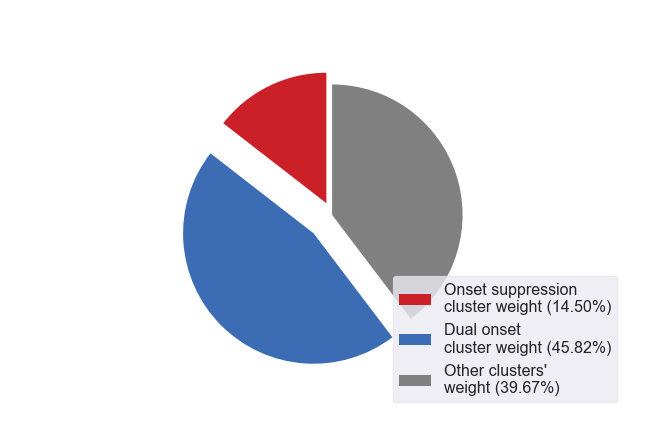 Onset suppression
cluster weight (14.50%)
Dual onset
cluster weight (45.82%)
Other clusters'
weight (39.67%)